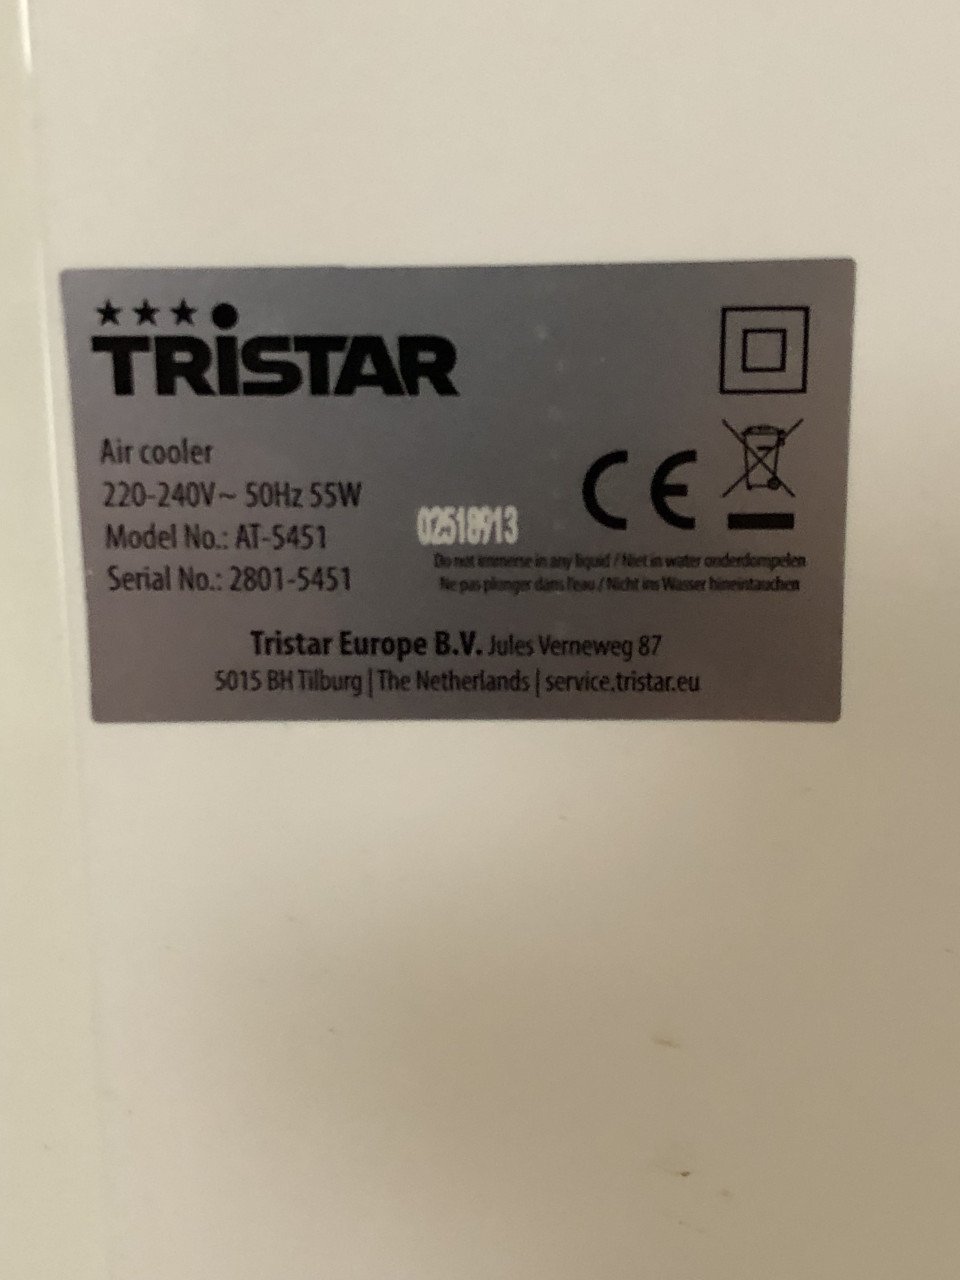 TRiSTAR
Air cooler
220-240V~ 50Hz 55W
Model No.: AT-5451
Serial No.: 2801-5451
02518913
CE
Do not immerse in any liquid / Niet in water onderdompelen
Ne pas plonger dans l'eau / Nicht ins Wasser hineintauchen
Tristar Europe B.V. Jules Verneweg 87
5015 BH Tilburg | The Netherlands | service.tristar.eu